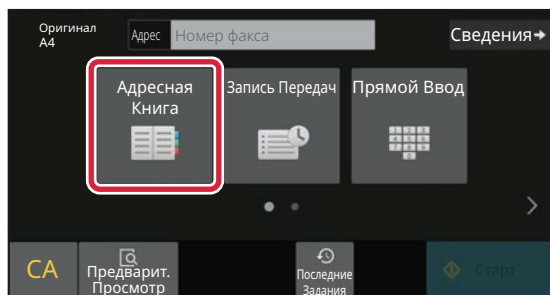 Оригинал
A4
Адрес Номер факса
Сведения
Адресная
Книга
Запись Передач
Прямой Ввод
CA
Предварит.
Просмотр
Последние
Задания
Старт